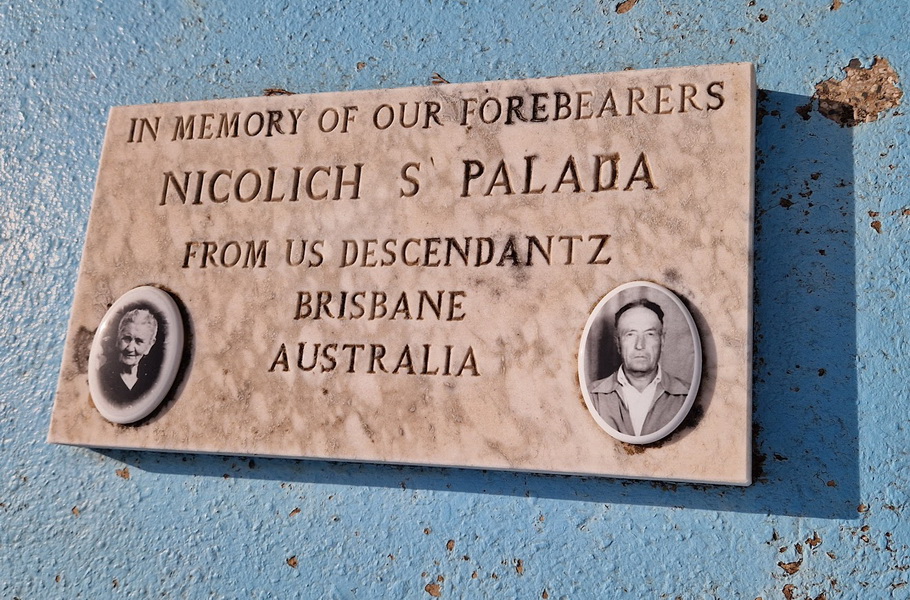 IN MEMORY OF OUR FOREBEARERS
NICOLICH S' PALADA
FROM US DESCENDANTZ
BRISBANE
AUSTRALIA